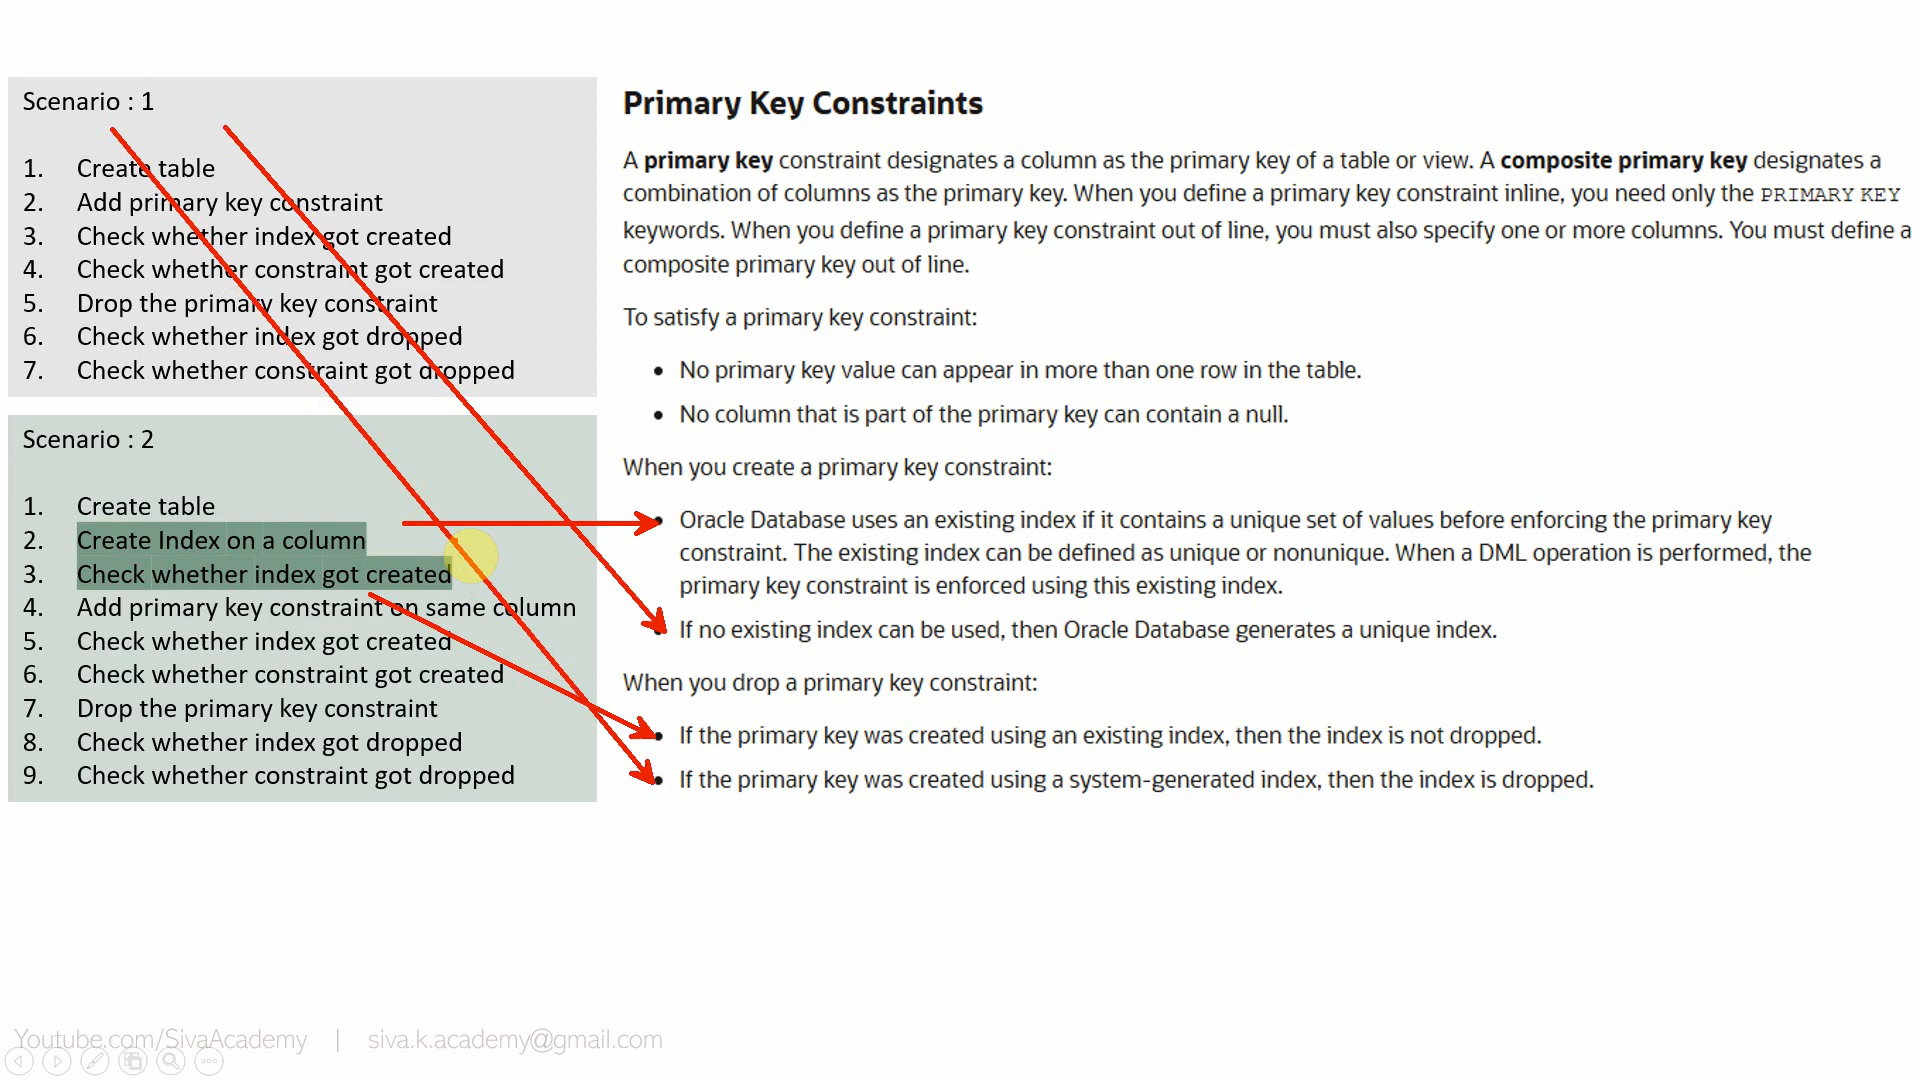 Scenario : 1
1. Create table
2. Add primary key constraint
3. Check whether index got created
4. Check whether constraint got created
5. Drop the primary key constraint
6. Check whether index got dropped
7. Check whether constraint got dropped
Scenario : 2
1. Create table
2. Create Index on a column
3. Check whether index got created
4. Add primary key constraint on same column
5. Check whether index got created
6. Check whether constraint got created
7. Drop the primary key constraint
8. Check whether index got dropped
9. Check whether constraint got dropped
Primary Key Constraints
A primary key constraint designates a column as the primary key of a table or view. A composite primary key designates a
combination of columns as the primary key. When you define a primary key constraint inline, you need only the PRIMARY KEY
keywords. When you define a primary key constraint out of line, you must also specify one or more columns. You must define a
composite primary key out of line.
To satisfy a primary key constraint:
• No primary key value can appear in more than one row in the table.
• No column that is part of the primary key can contain a null.
When you create a primary key constraint:
• Oracle Database uses an existing index if it contains a unique set of values before enforcing the primary key
constraint. The existing index can be defined as unique or nonunique. When a DML operation is performed, the
primary key constraint is enforced using this existing index.
• If no existing index can be used, then Oracle Database generates a unique index.
When you drop a primary key constraint:
• If the primary key was created using an existing index, then the index is not dropped.
• If the primary key was created using a system-generated index, then the index is dropped.
Youtube.com/SivaAcademy | siva.k.academy@gmail.com